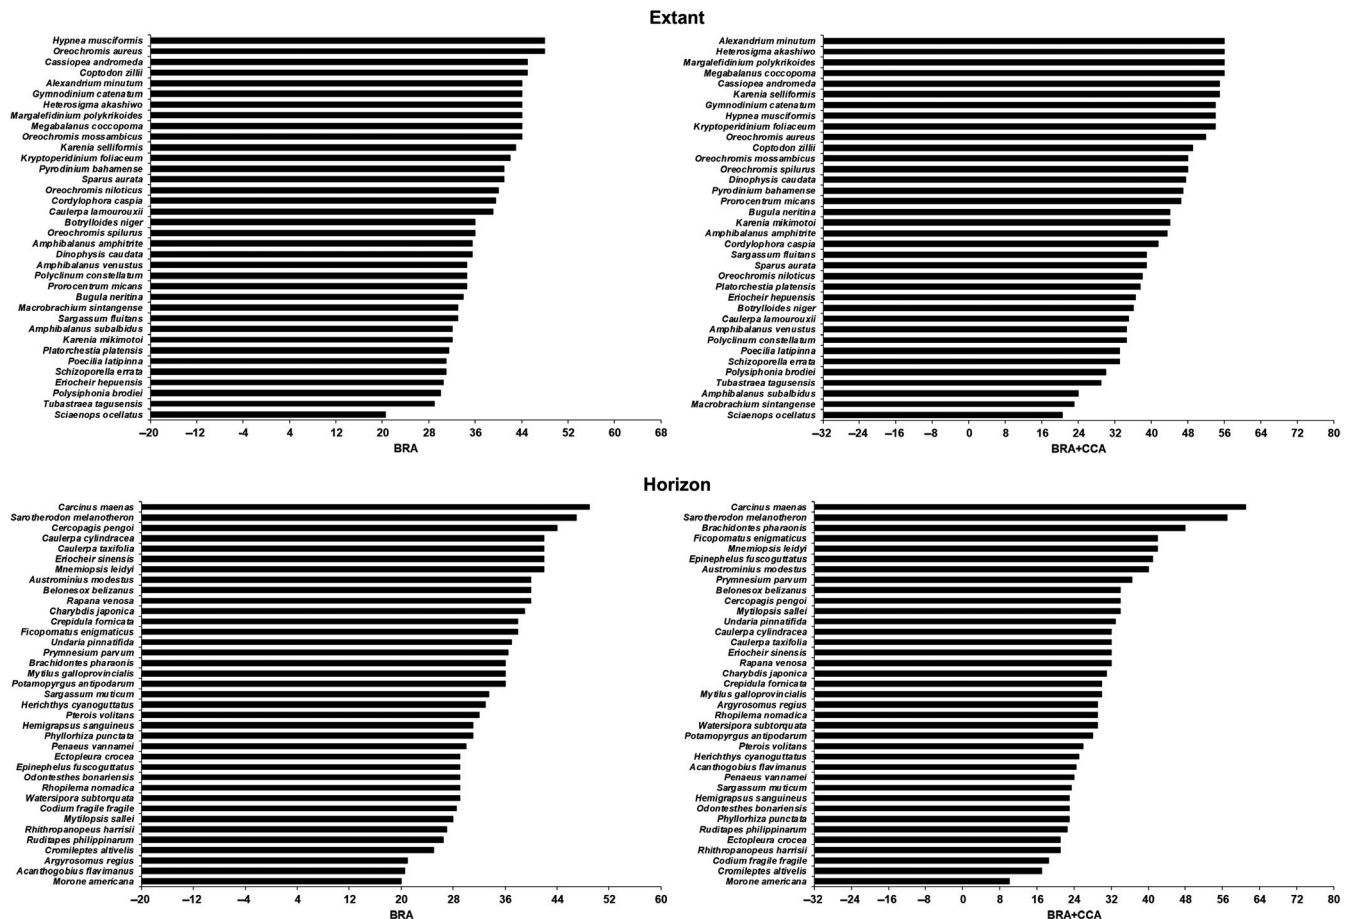 Extant
Hypnea musciformis
Oreochromis aureus
Cassiopea andromeda
Coptodon zillii
Alexandrium minutum
Gymnodinium catenatum
Heterosigma akashiwo
Margalefidinium polykrikoides
Megabalanus coccopoma
Oreochromis mossambicus
Karenia selliformis
Kryptoperidinium foliaceum
Pyrodinium bahamense
Sparus aurata
Oreochromis niloticus
Cordylophora caspia
Caulerpa lamourouxii
Botrylloides niger
Oreochromis spilurus
Amphibalanus amphitrite
Dinophysis caudata
Amphibalanus venustus
Polyclinum constellatum
Prorocentrum micans
Bugula neritina
Macrobrachium sintangense
Sargassum fluitans
Amphibalanus subalbidus
Karenia mikimotoi
Platorchestia platensis
Poecilia latipinna
Schizoporella errata
Eriocheir hepuensis
Polysiphonia brodiei
Tubastraea tagusensis
Sciaenops ocellatus
–20 –12 –4 4 12 20 28 36 44 52 60 68
BRA
Alexandrium minutum
Heterosigma akashiwo
Margalefidinium polykrikoides
Megabalanus coccopoma
Cassiopea andromeda
Karenia selliformis
Gymnodinium catenatum
Hypnea musciformis
Kryptoperidinium foliaceum
Oreochromis aureus
Coptodon zillii
Oreochromis mossambicus
Oreochromis spilurus
Dinophysis caudata
Pyrodinium bahamense
Prorocentrum micans
Bugula neritina
Karenia mikimotoi
Amphibalanus amphitrite
Cordylophora caspia
Sargassum fluitans
Sparus aurata
Oreochromis niloticus
Platorchestia platensis
Eriocheir hepuensis
Botrylloides niger
Caulerpa lamourouxii
Amphibalanus venustus
Polyclinum constellatum
Poecilia latipinna
Schizoporella errata
Polysiphonia brodiei
Tubastraea tagusensis
Amphibalanus subalbidus
Macrobrachium sintangense
Sciaenops ocellatus
–32 –24 –16 –8 0 8 16 24 32 40 48 56 64 72 80
BRA+CCA
Horizon
Carcinus maenas
Sarotherodon melanotheron
Cercopagis pengoi
Caulerpa cylindracea
Caulerpa taxifolia
Eriocheir sinensis
Mnemiopsis leidyi
Austrominius modestus
Belonesox belizanus
Rapana venosa
Charybdis japonica
Crepidula fornicata
Ficopomatus enigmaticus
Undaria pinnatifida
Prymnesium parvum
Brachidontes pharaonis
Mytilus galloprovincialis
Potamopyrgus antipodarum
Sargassum muticum
Herichthys cyanoguttatus
Pterois volitans
Hemigrapsus sanguineus
Phyllorhiza punctata
Penaeus vannamei
Ectopleura crocea
Epinephelus fuscoguttatus
Odontesthes bonariensis
Rhopilema nomadica
Watersipora subtorquata
Codium fragile fragile
Mytilopsis sallei
Rhithropanopeus harrisii
Ruditapes philippinarum
Cromileptes altivelis
Argyrosomus regius
Acanthogobius flavimanus
Morone americana
–20 –12 –4 4 12 20 28 36 44 52 60
BRA
Carcinus maenas
Sarotherodon melanotheron
Brachidontes pharaonis
Ficopomatus enigmaticus
Mnemiopsis leidyi
Epinephelus fuscoguttatus
Austrominius modestus
Prymnesium parvum
Belonesox belizanus
Cercopagis pengoi
Mytilopsis sallei
Undaria pinnatifida
Caulerpa cylindracea
Caulerpa taxifolia
Eriocheir sinensis
Rapana venosa
Charybdis japonica
Crepidula fornicata
Mytilus galloprovincialis
Argyrosomus regius
Rhopilema nomadica
Watersipora subtorquata
Potamopyrgus antipodarum
Pterois volitans
Herichthys cyanoguttatus
Acanthogobius flavimanus
Penaeus vannamei
Sargassum muticum
Hemigrapsus sanguineus
Odontesthes bonariensis
Phyllorhiza punctata
Ruditapes philippinarum
Ectopleura crocea
Rhithropanopeus harrisii
Codium fragile fragile
Cromileptes altivelis
Morone americana
–32 –24 –16 –8 0 8 16 24 32 40 48 56 64 72 80
BRA+CCA